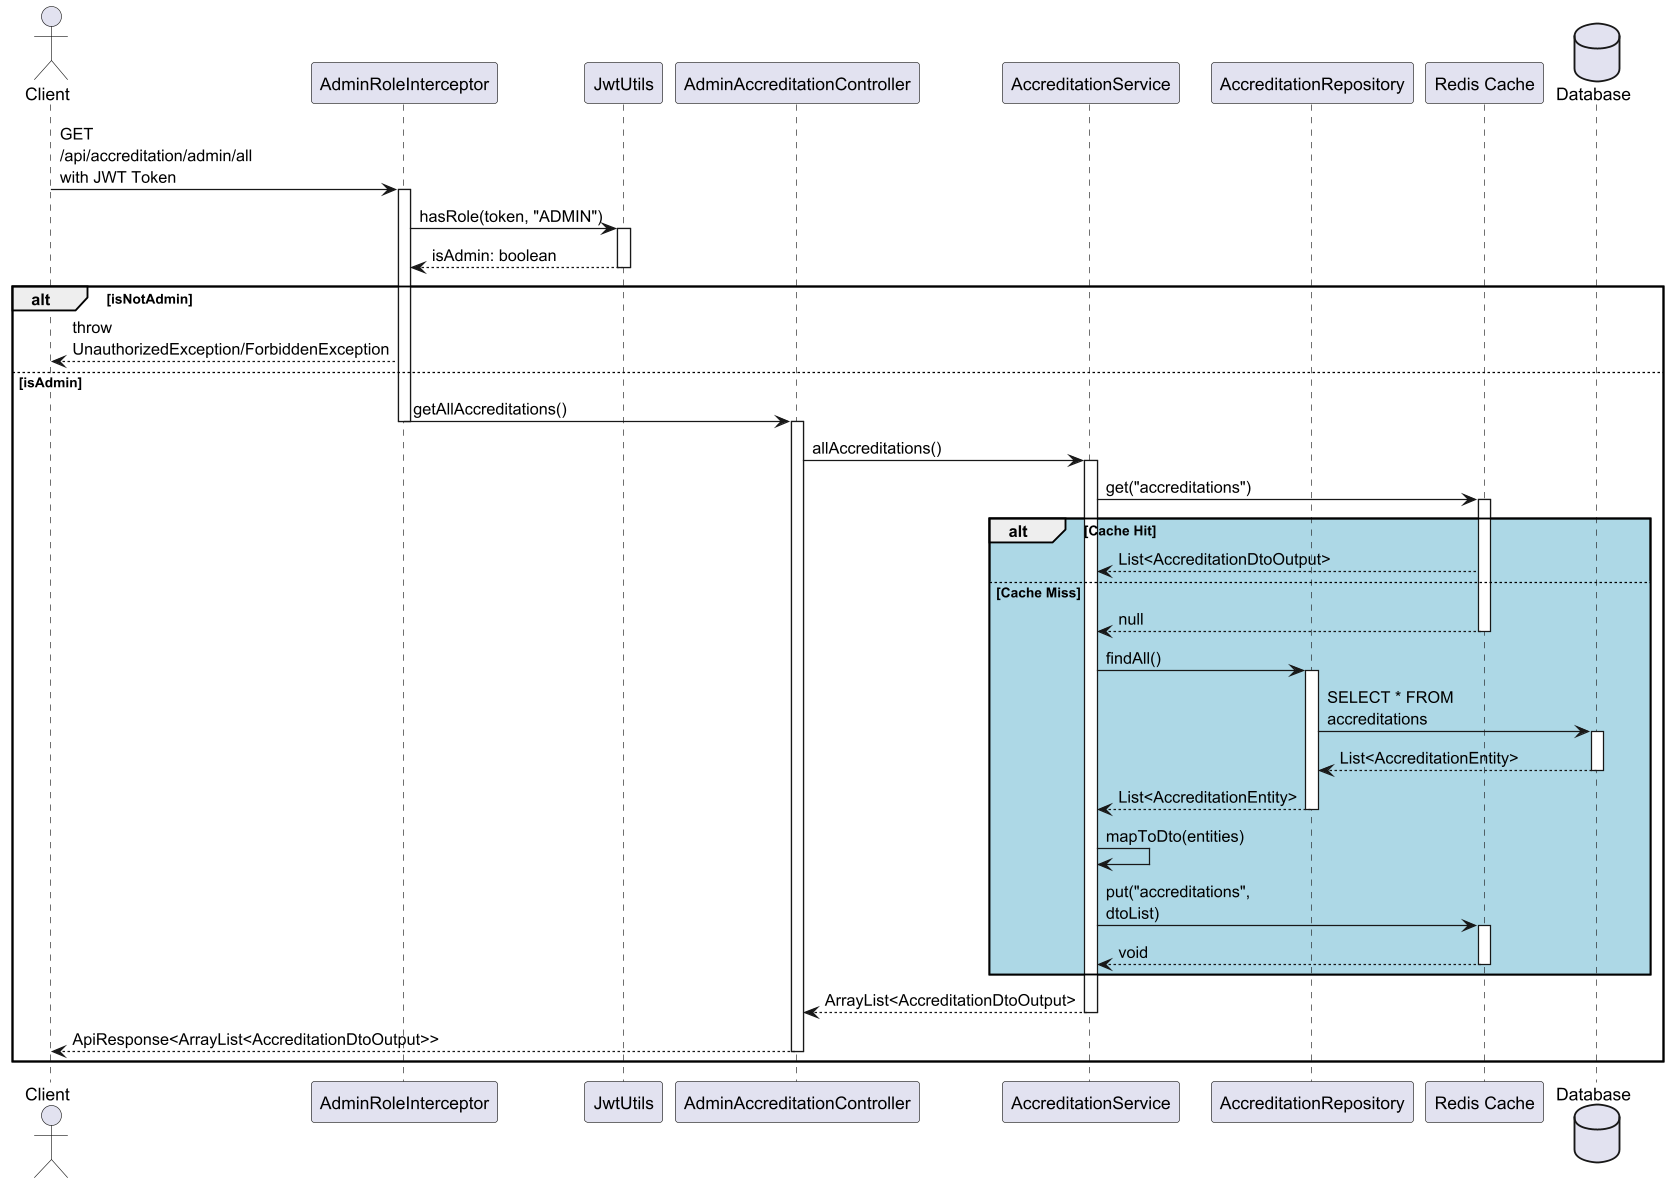 Client
AdminRoleInterceptor
JwtUtils
AdminAccreditationController
AccreditationService
AccreditationRepository
Redis Cache
Database
GET
/api/accreditation/admin/all
with JWT Token
hasRole(token, "ADMIN")
isAdmin: boolean
alt
[isNotAdmin]
throw
UnauthorizedException/ForbiddenException
[isAdmin]
getAllAccreditations()
allAccreditations()
get("accreditations")
alt
[Cache Hit]
List<AccreditationDtoOutput>
[Cache Miss]
null
findAll()
SELECT * FROM
accreditations
List<AccreditationEntity>
List<AccreditationEntity>
mapToDto(entities)
put("accreditations",
dtoList)
void
ArrayList<AccreditationDtoOutput>
ApiResponse<ArrayList<AccreditationDtoOutput>>
Client
AdminRoleInterceptor
JwtUtils
AdminAccreditationController
AccreditationService
AccreditationRepository
Redis Cache
Database